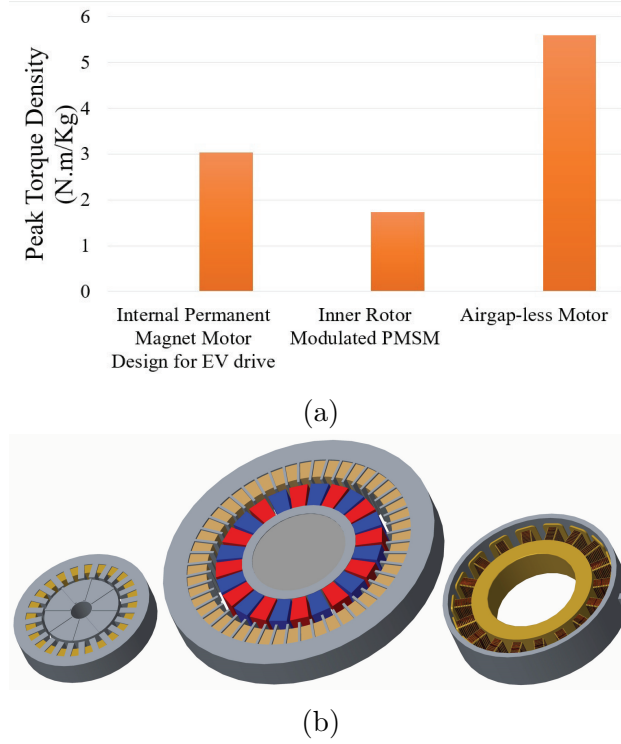 6
5
4
3
2
1
0
Peak Torque Density
(N.m/Kg)
Internal Permanent
Magnet Motor
Design for EV drive
Inner Rotor
Modulated PMSM
Airgap-less Motor
(a)
(b)